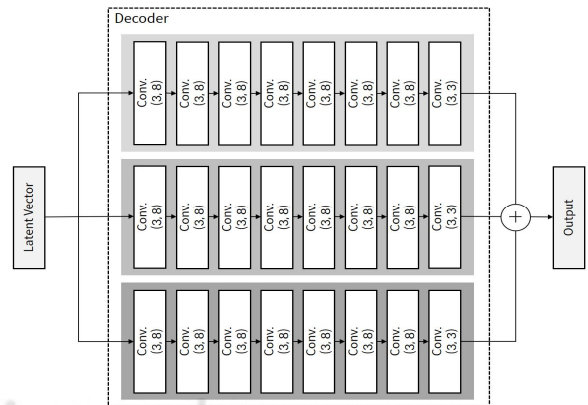 Decoder
Conv.
(3, 8)
Conv.
(3, 8)
Conv.
(3, 8)
Conv.
(3, 8)
Conv.
(3, 8)
Conv.
(3, 8)
Conv.
(3, 8)
Conv.
(3, 3)
Latent Vector
Conv.
(3, 8)
Conv.
(3, 8)
Conv.
(3, 8)
Conv.
(3, 8)
Conv.
(3, 8)
Conv.
(3, 8)
Conv.
(3, 8)
Conv.
(3, 3)
+
Output
Conv.
(3, 8)
Conv.
(3, 8)
Conv.
(3, 8)
Conv.
(3, 8)
Conv.
(3, 8)
Conv.
(3, 8)
Conv.
(3, 8)
Conv.
(3, 3)